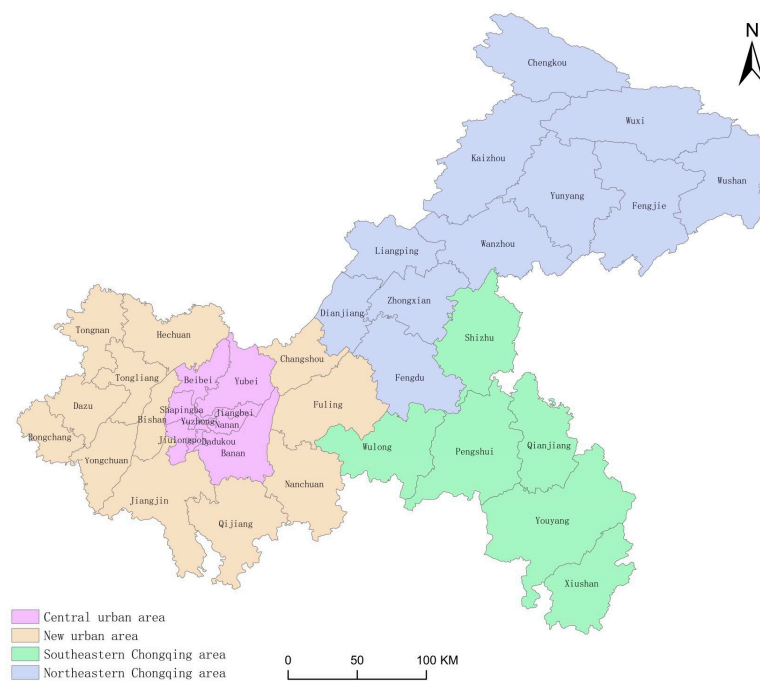 N
Chengkou
Wuxi
Kaizhou
Wushan
Yunyang
Fengjie
Wanzhou
Liangping
Zhongxian
Dianjiang
Shizhu
Tongnan
Hechuan
Changshou
Tongliang
Beibei
Yubei
Fengdu
Dazu
Fuling
Shapingba
Jiangbei
Bishan
Yuzhong
Nanan
Rongchang
Jiulongpo
Dadukou
Wulong
Pengshui
Qianjiang
Banan
Yongchuan
Nanchuan
Jiangjin
Qijiang
Youyang
Xiushan
Central urban area
New urban area
Southeastern Chongqing area
Northeastern Chongqing area
0 50 100 KM